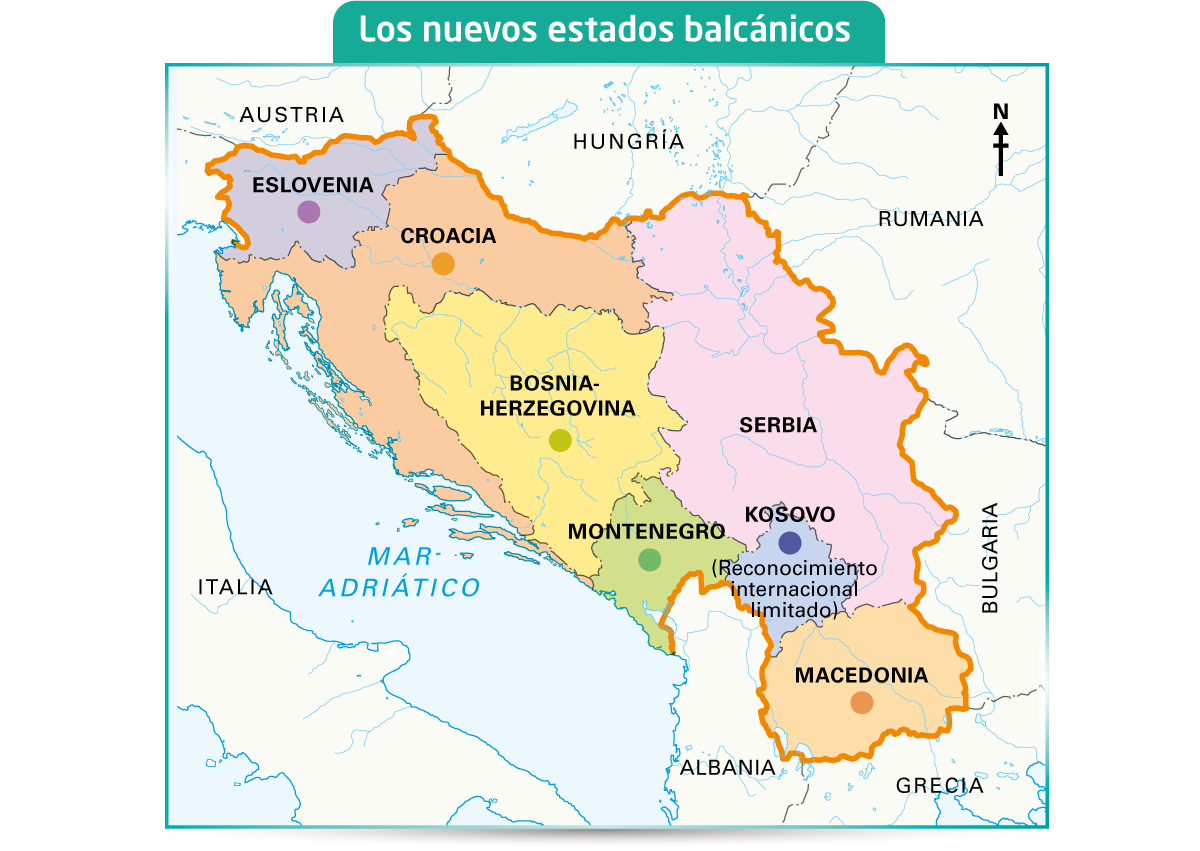 Los nuevos estados balcánicos
AUSTRIA
HUNGRÍA
N
ESLOVENIA
RUMANIA
CROACIA
BOSNIA-
HERZEGOVINA
SERBIA
KOSOVO
MONTENEGRO
(Reconocimiento
internacional
limitado)
MAR
ADRIÁTICO
ITALIA
BULGARIA
MACEDONIA
ALBANIA
GRECIA